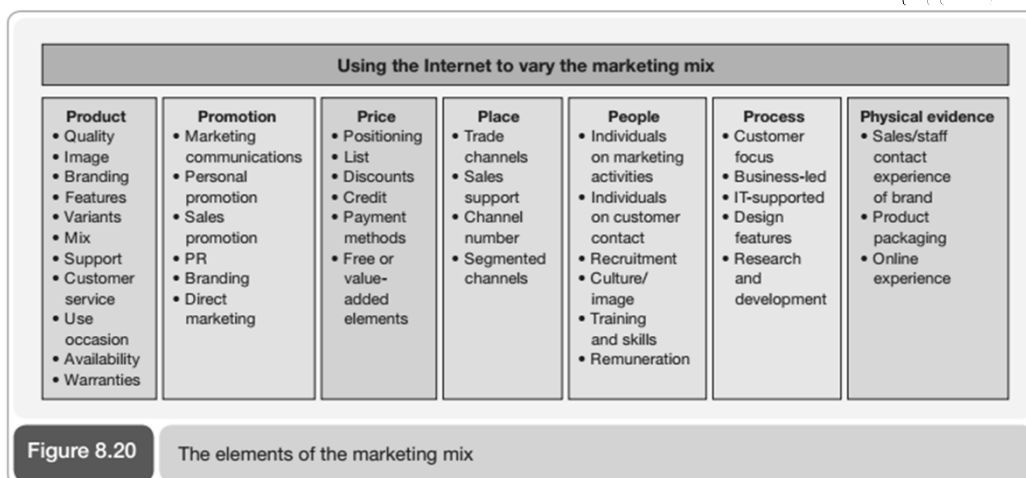 Using the Internet to vary the marketing mix
Product
• Quality
• Image
• Branding
• Features
• Variants
• Mix
• Support
• Customer
service
• Use
occasion
• Availability
• Warranties
Promotion
• Marketing
communications
• Personal
promotion
• Sales
promotion
• PR
• Branding
• Direct
marketing
Price
• Positioning
• List
• Discounts
• Credit
• Payment
methods
• Free or
value-
added
elements
Place
• Trade
channels
• Sales
support
• Channel
number
• Segmented
channels
People
• Individuals
on marketing
activities
• Individuals
on customer
contact
• Recruitment
• Culture/
image
• Training
and skills
• Remuneration
Process
• Customer
focus
• Business-led
• IT-supported
• Design
features
• Research
and
development
Physical evidence
• Sales/staff
contact
experience
of brand
• Product
packaging
• Online
experience
Figure 8.20
The elements of the marketing mix